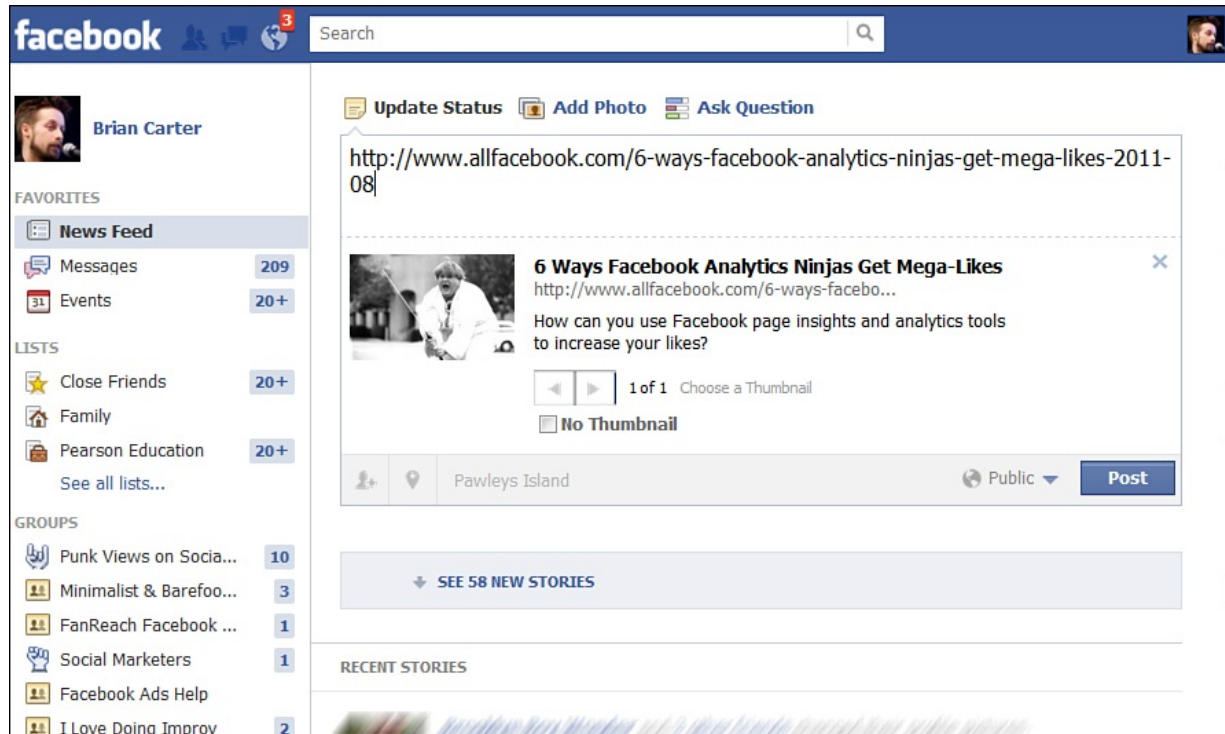 facebook
3
Search
Brian Carter
FAVORITES
News Feed
Messages 209
31 Events 20+
LISTS
Close Friends 20+
Family
Pearson Education 20+
See all lists...
GROUPS
Punk Views on Socia... 10
Minimalist & Barefoo... 3
FanReach Facebook ... 1
Social Marketers 1
Facebook Ads Help
I Love Doing Improv 2
Update Status Add Photo Ask Question
http://www.allfacebook.com/6-ways-facebook-analytics-ninjas-get-mega-likes-2011-
08
6 Ways Facebook Analytics Ninjas Get Mega-Likes
http://www.allfacebook.com/6-ways-facebo...
How can you use Facebook page insights and analytics tools
to increase your likes?
1 of 1 Choose a Thumbnail
No Thumbnail
Pawleys Island Public Post
SEE 58 NEW STORIES
RECENT STORIES